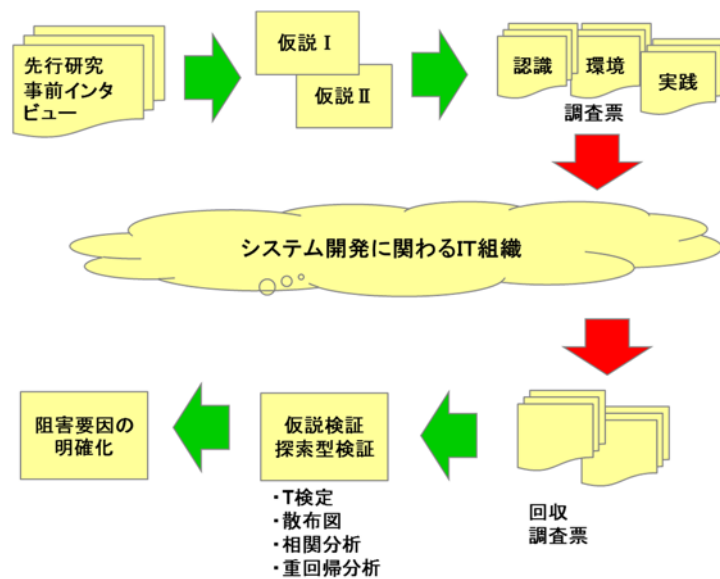 先行研究
事前インタ
ビュー
仮説Ⅰ
仮説Ⅱ
認識
環境
実践
調査票
システム開発に関わるIT組織
阻害要因の
明確化
仮説検証
探索型検証
・T検定
・散布図
・相関分析
・重回帰分析
回収
調査票